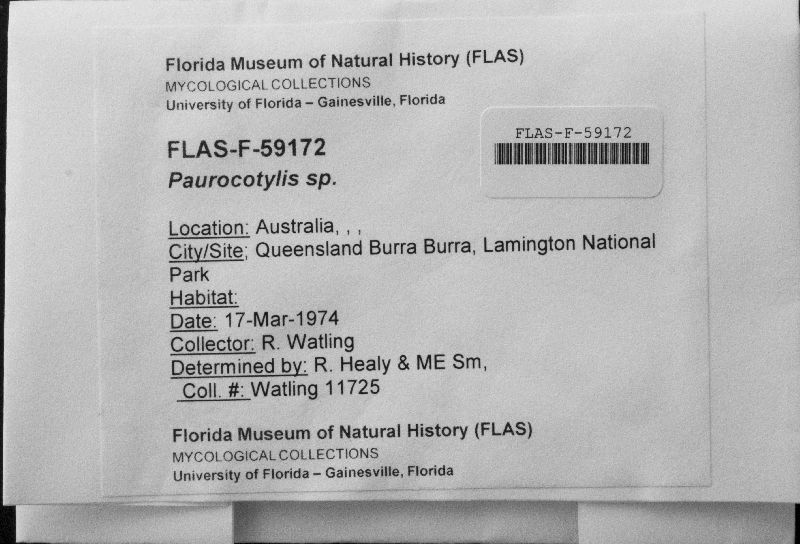 Florida Museum of Natural History (FLAS)
MYCOLOGICAL COLLECTIONS
University of Florida – Gainesville, Florida
FLAS-F-59172
FLAS-F-59172
Paurocotylis sp.
Location: Australia, , ,
City/Site: Queensland Burra Burra, Lamington National
Park
Habitat:
Date: 17-Mar-1974
Collector: R. Watling
Determined by: R. Healy & ME Sm,
Coll. #: Watling 11725
Florida Museum of Natural History (FLAS)
MYCOLOGICAL COLLECTIONS
University of Florida – Gainesville, Florida